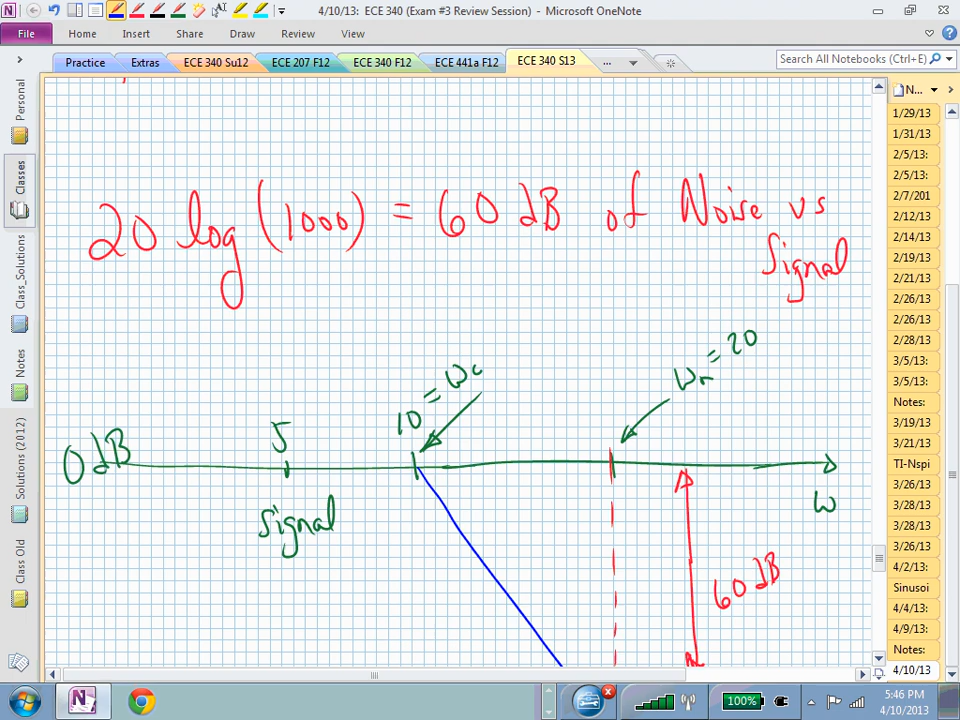 4/10/13: ECE 340 (Exam #3 Review Session) - Microsoft OneNote
File Home Insert Share Draw Review View
Practice Extras ECE 340 Su12 ECE 207 F12 ECE 340 F12 ECE 441a F12 ECE 340 S13 ... Search All Notebooks (Ctrl+E)
Personal
Classes
Class_Solutions
Notes
Solutions (2012)
Class Old
20 log (1000) = 60 dB of Noise vs
Signal
10 = ωc
ωr = 20
0 dB
5
signal
ω
60 dB
N...
1/29/13
1/31/13
2/5/13:
2/5/13:
2/7/201
2/12/13
2/14/13
2/19/13
2/21/13
2/26/13
2/26/13
2/28/13
3/5/13:
3/5/13:
Notes:
3/19/13
3/21/13
TI-Nspi
3/26/13
3/28/13
3/28/13
3/26/13
4/2/13:
Sinusoi
4/4/13:
4/9/13:
Notes:
4/10/13
100%
5:46 PM
4/10/2013